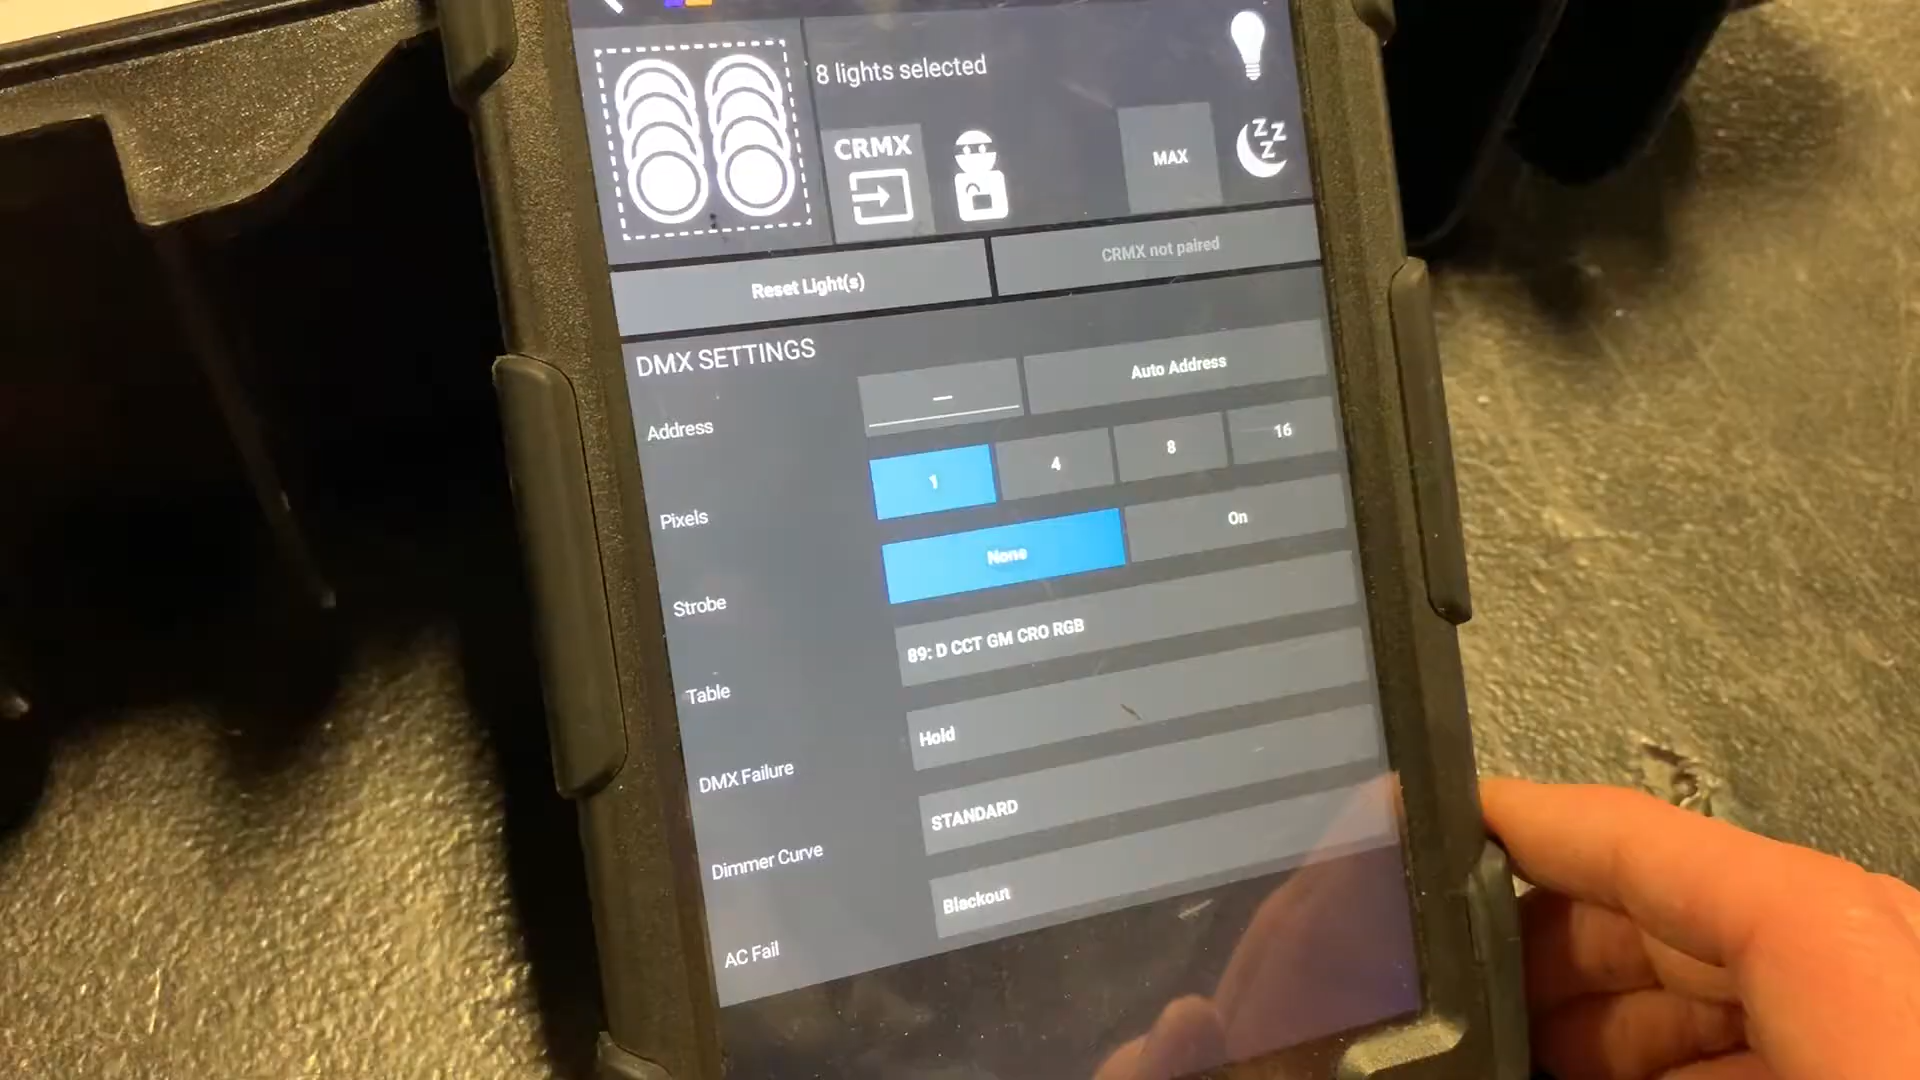 8 lights selected
CRMX
MAX
Z Z Z
Reset Light(s)
CRMX not paired
DMX SETTINGS
Address
—
Auto Address
Pixels
1
4
8
16
Strobe
None
On
Table
89: D CCT GM CRO RGB
DMX Failure
Hold
Dimmer Curve
STANDARD
AC Fail
Blackout